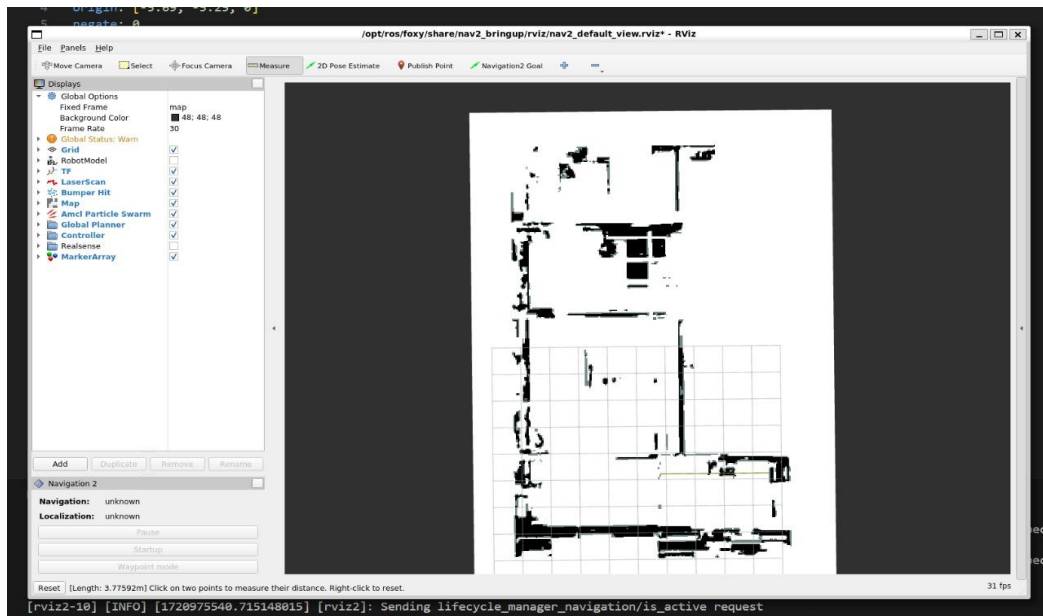 4 origin: [-5.69, -5.25, 0]
5 negate: 0
/opt/ros/foxy/share/nav2_bringup/rviz/nav2_default_view.rviz* - RViz
File Panels Help
Move Camera Select Focus Camera Measure 2D Pose Estimate Publish Point Navigation2 Goal
Displays
Global Options
Fixed Frame map
Background Color 48; 48; 48
Frame Rate 30
Global Status: Warn
Grid
RobotModel
TF
LaserScan
Bumper Hit
Map
Amcl Particle Swarm
Global Planner
Controller
Realsense
MarkerArray
Add Duplicate Remove Rename
Navigation 2
Navigation: unknown
Localization: unknown
Pause
Startup
Waypoint mode
Reset [Length: 3.77592m] Click on two points to measure their distance. Right-click to reset. 31 fps
[rviz2-10] [INFO] [1720975540.715148015] [rviz2]: Sending lifecycle_manager_navigation/is_active request